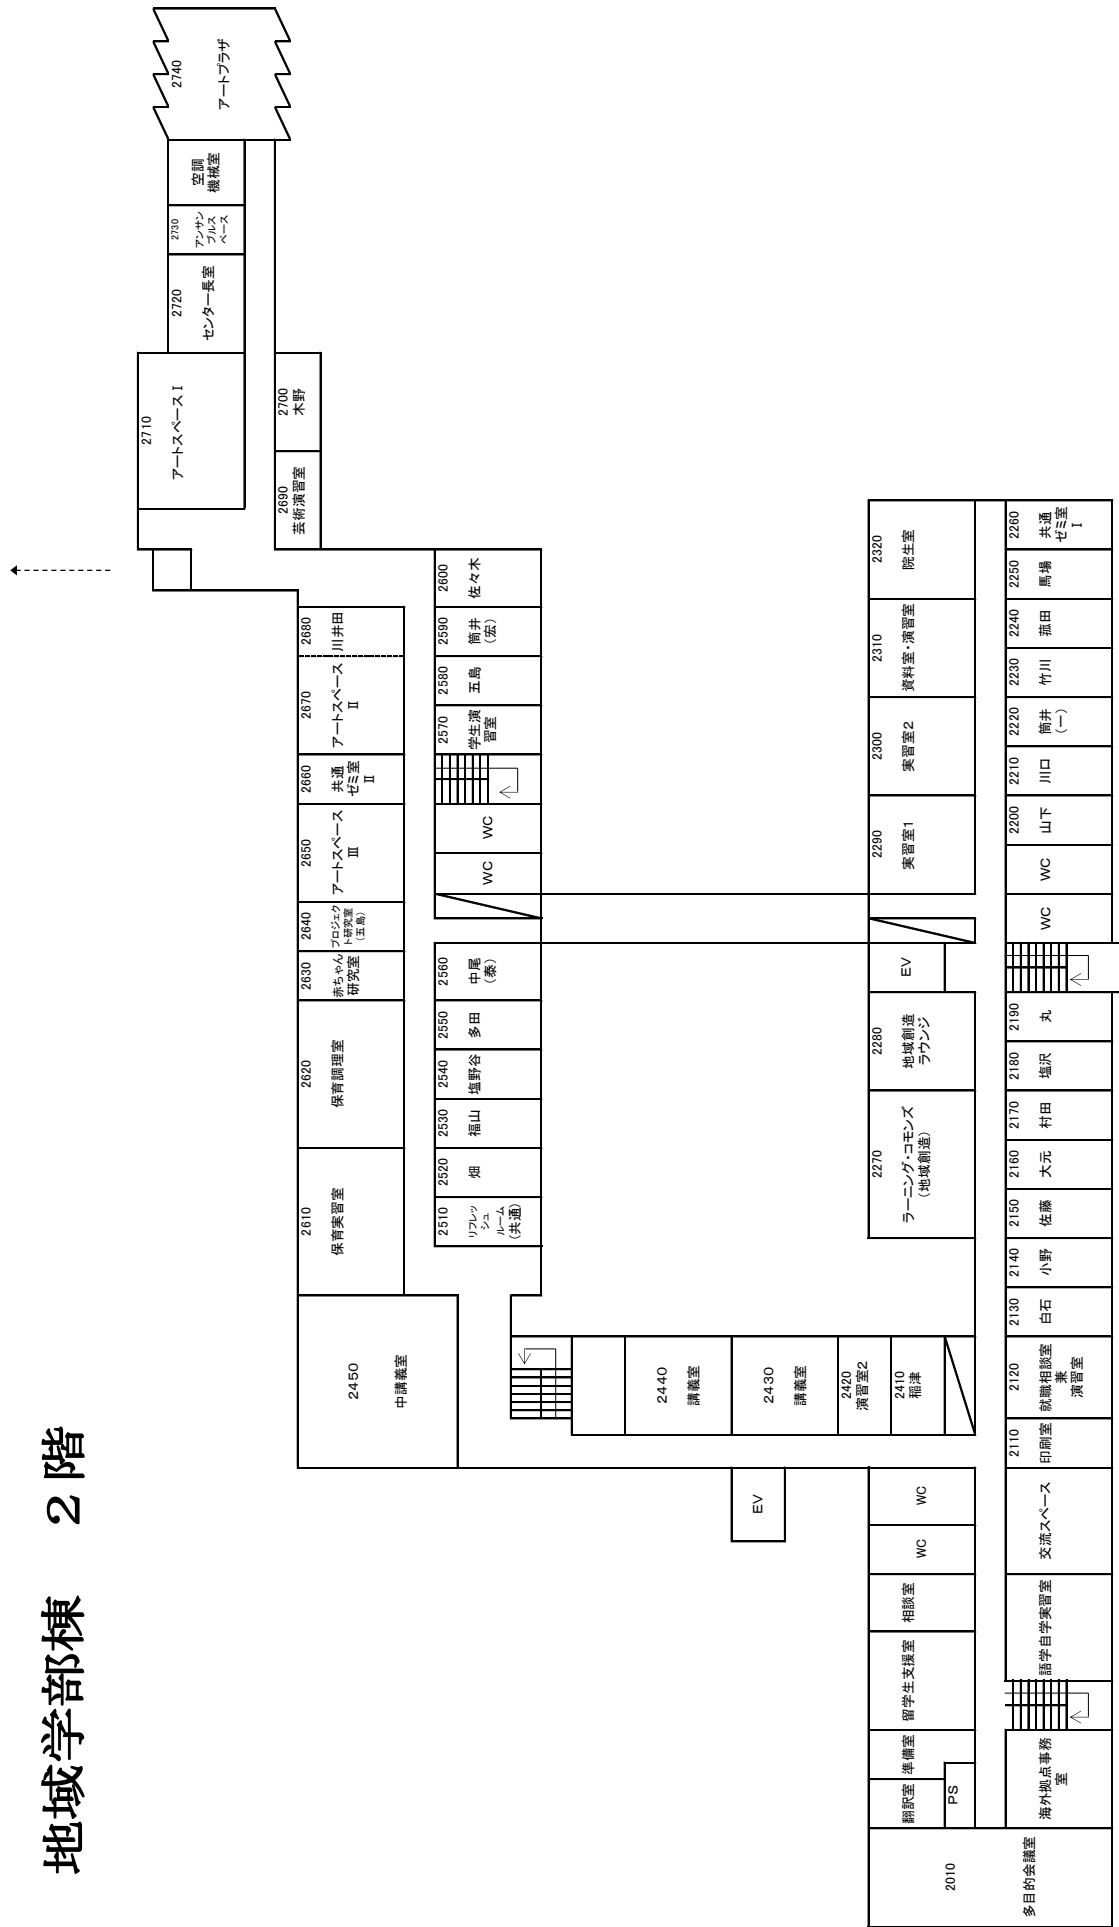 地域学部棟　2階
2740
アートプラザ
空調
機械室
2730
アンサン
ブルス
ペース
2720
センター長室
2710
アートスペースⅠ
2700
木野
2690
芸術演習室
2680
川井田
2670
アートスペース
Ⅱ
2660
共通
ゼミ室
Ⅱ
2650
アートスペース
Ⅲ
2640
プロジェク
ト研究室
(五島)
2630
赤ちゃん
研究室
2620
保育調理室
2610
保育実習室
2600
佐々木
2590
筒井
(宏)
2580
五島
2570
学生演
習室
WC
WC
2560
中尾
(泰)
2550
多田
2540
塩野谷
2530
福山
2520
畑
2510
リフレッ
シュ
ルーム
(共通)
2450
中講義室
2440
講義室
2430
講義室
2420
演習室2
2410
稲津
EV
2320
院生室
2310
資料室・演習室
2300
実習室2
2290
実習室1
EV
2280
地域創造
ラウンジ
2270
ラーニング・コモンズ
(地域創造)
2260
共通
ゼミ室
Ⅰ
2250
馬場
2240
菰田
2230
竹川
2220
筒井
(一)
2210
川口
2200
山下
WC
WC
2190
丸
2180
塩沢
2170
村田
2160
大元
2150
佐藤
2140
小野
2130
白石
2120
就職相談室
兼
演習室
2110
印刷室
WC
WC
相談室
留学生支援室
準備室
翻訳室
PS
交流スペース
語学自学実習室
海外拠点事務
室
2010
多目的会議室